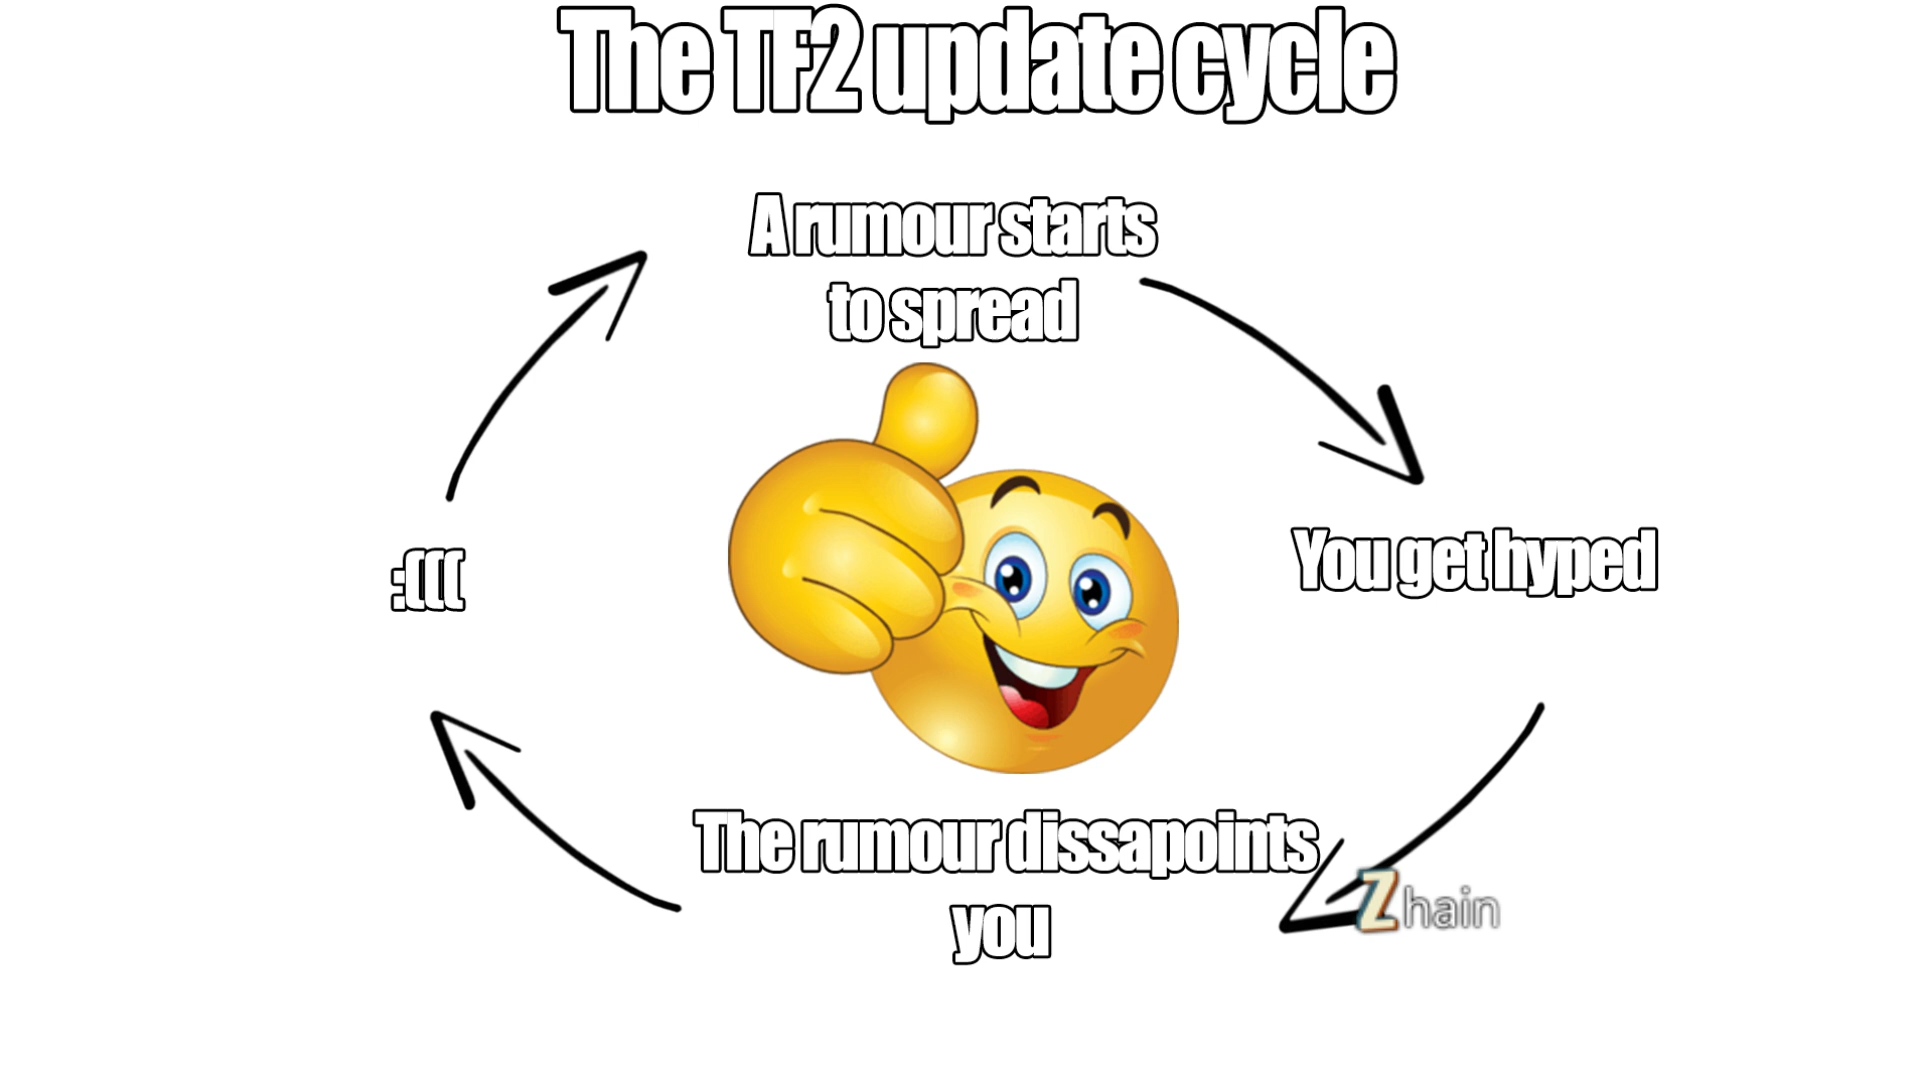 The TF2 update cycle
A rumour starts
to spread
You get hyped
:(((
The rumour dissapoints
you
Zhain